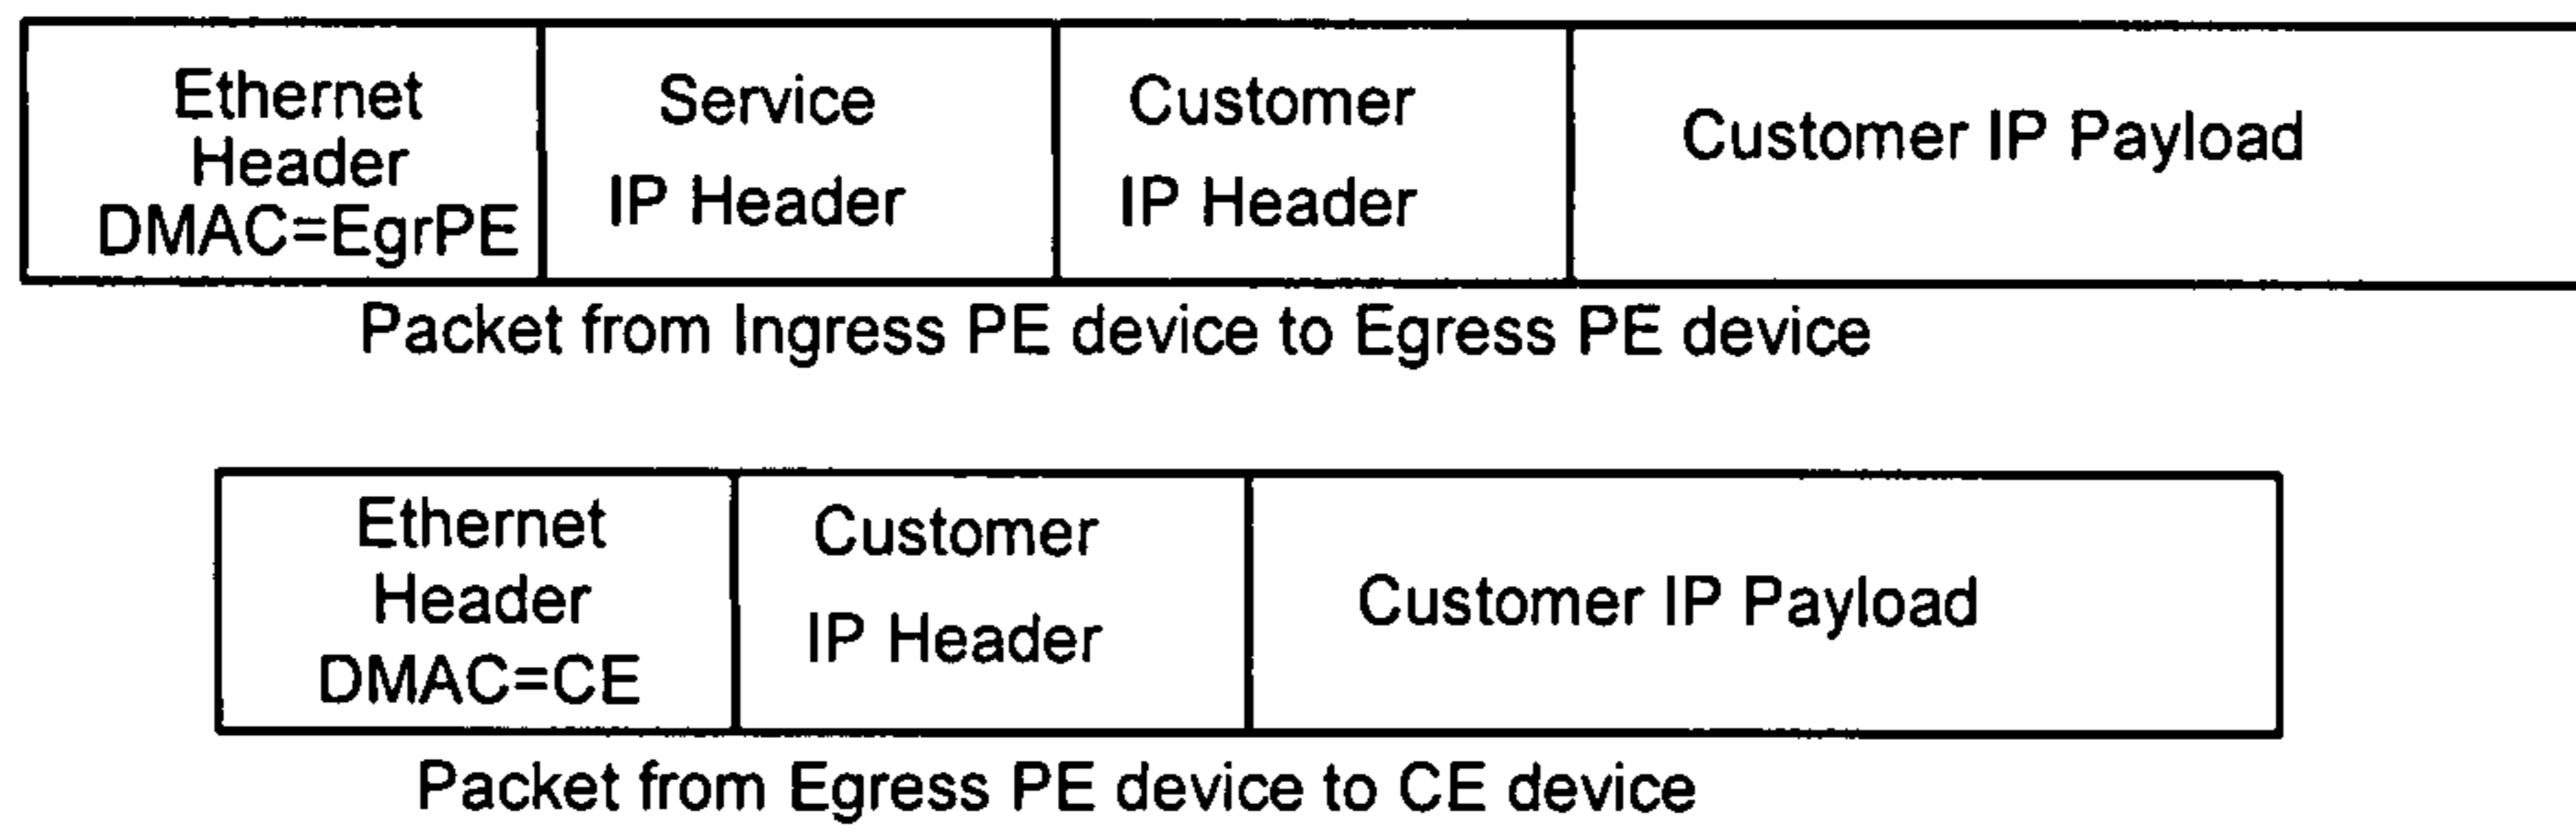 Ethernet
Header
DMAC=EgrPE
Service
IP Header
Customer
IP Header
Customer IP Payload
Packet from Ingress PE device to Egress PE device
Ethernet
Header
DMAC=CE
Customer
IP Header
Customer IP Payload
Packet from Egress PE device to CE device